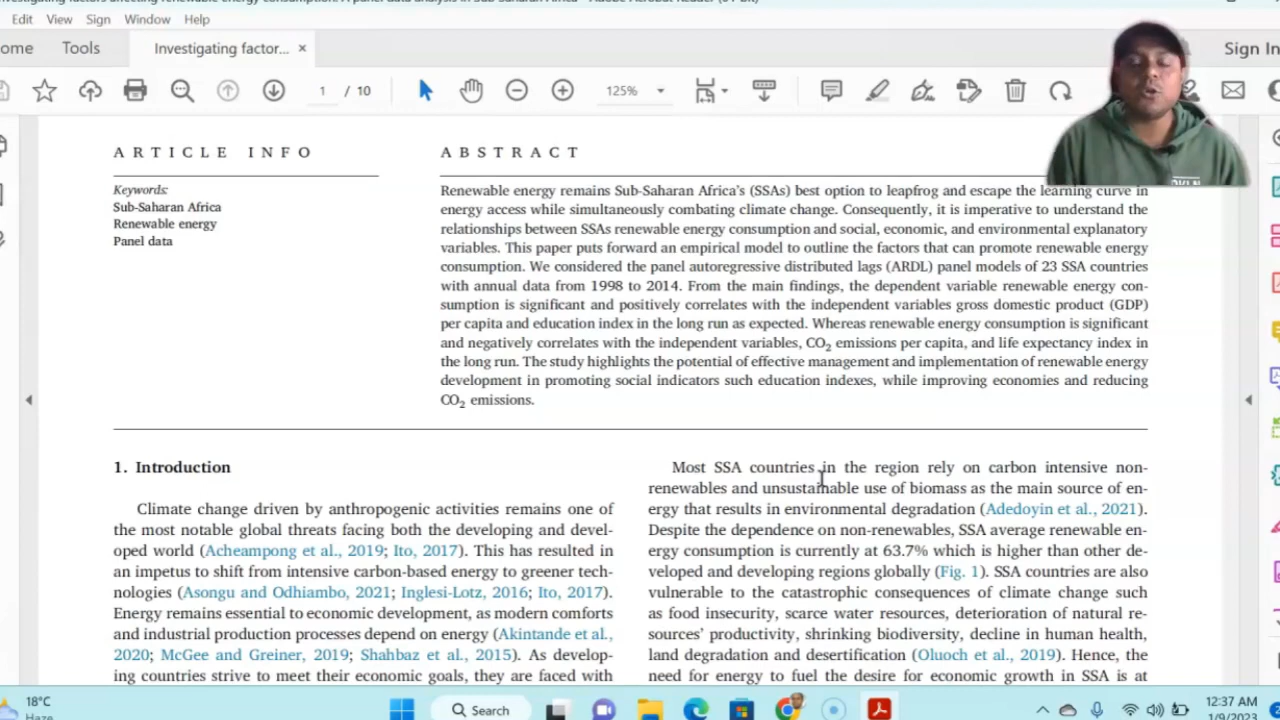 Investigating factors affecting renewable energy consumption: A panel data analysis in Sub-Saharan Africa - Adobe Acrobat Reader (64-bit)
Edit View Sign Window Help
ome Tools Investigating factor... × Sign In
1 / 10 125%
ARTICLE INFO
Keywords:
Sub-Saharan Africa
Renewable energy
Panel data
ABSTRACT
Renewable energy remains Sub-Saharan Africa's (SSAs) best option to leapfrog and escape the learning curve in
energy access while simultaneously combating climate change. Consequently, it is imperative to understand the
relationships between SSAs renewable energy consumption and social, economic, and environmental explanatory
variables. This paper puts forward an empirical model to outline the factors that can promote renewable energy
consumption. We considered the panel autoregressive distributed lags (ARDL) panel models of 23 SSA countries
with annual data from 1998 to 2014. From the main findings, the dependent variable renewable energy con-
sumption is significant and positively correlates with the independent variables gross domestic product (GDP)
per capita and education index in the long run as expected. Whereas renewable energy consumption is significant
and negatively correlates with the independent variables, CO2 emissions per capita, and life expectancy index in
the long run. The study highlights the potential of effective management and implementation of renewable energy
development in promoting social indicators such education indexes, while improving economies and reducing
CO2 emissions.
1. Introduction
Climate change driven by anthropogenic activities remains one of
the most notable global threats facing both the developing and devel-
oped world (Acheampong et al., 2019; Ito, 2017). This has resulted in
an impetus to shift from intensive carbon-based energy to greener tech-
nologies (Asongu and Odhiambo, 2021; Inglesi-Lotz, 2016; Ito, 2017).
Energy remains essential to economic development, as modern comforts
and industrial production processes depend on energy (Akintande et al.,
2020; McGee and Greiner, 2019; Shahbaz et al., 2015). As develop-
ing countries strive to meet their economic goals, they are faced with
Most SSA countries in the region rely on carbon intensive non-
renewables and unsustainable use of biomass as the main source of en-
ergy that results in environmental degradation (Adedoyin et al., 2021).
Despite the dependence on non-renewables, SSA average renewable en-
ergy consumption is currently at 63.7% which is higher than other de-
veloped and developing regions globally (Fig. 1). SSA countries are also
vulnerable to the catastrophic consequences of climate change such
as food insecurity, scarce water resources, deterioration of natural re-
sources' productivity, shrinking biodiversity, decline in human health,
land degradation and desertification (Oluoch et al., 2019). Hence, the
need for energy to fuel the desire for economic growth in SSA is at
18°C
Haze
Search
12:37 AM
1/9/2023